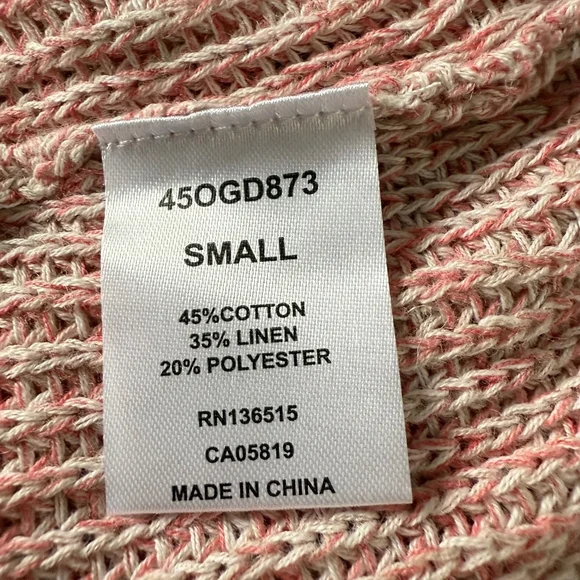 45OGD873
SMALL
45%COTTON
35% LINEN
20% POLYESTER
RN136515
CA05819
MADE IN CHINA